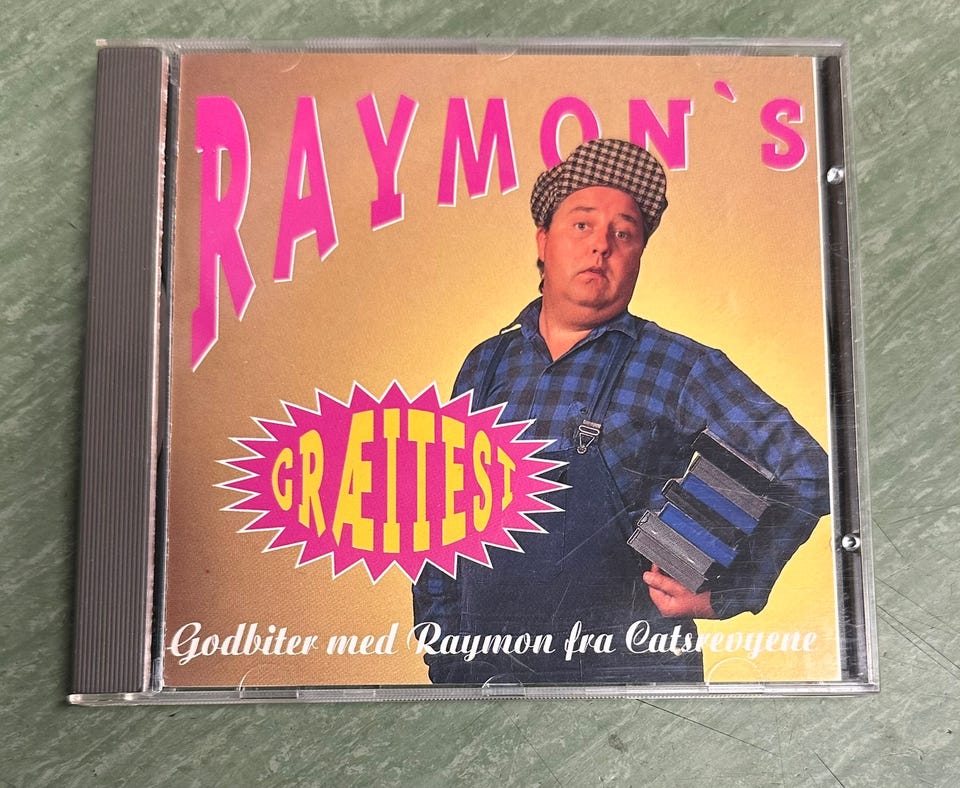 RAYMON`S
GRÆITEST
Godbiter med Raymon fra Catsrevyene